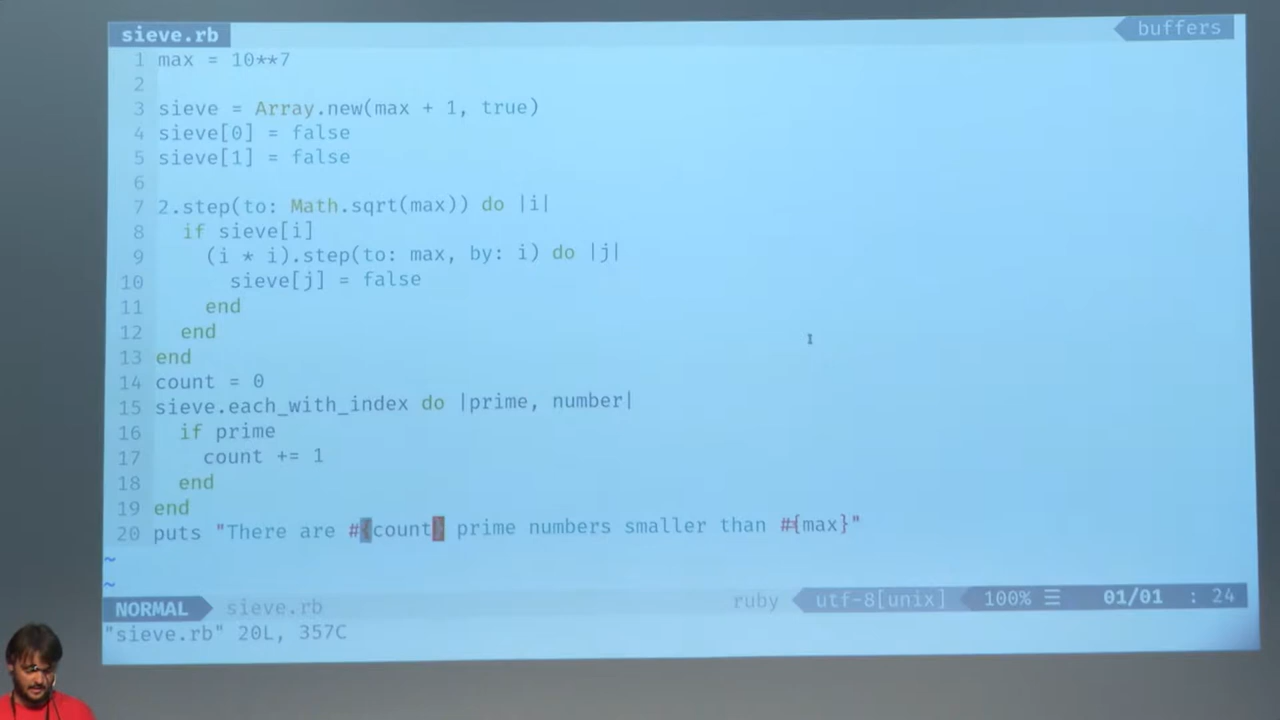 sieve.rb
buffers
1 max = 10**7
2
3 sieve = Array.new(max + 1, true)
4 sieve[0] = false
5 sieve[1] = false
6
7 2.step(to: Math.sqrt(max)) do |i|
8   if sieve[i]
9     (i * i).step(to: max, by: i) do |j|
10       sieve[j] = false
11     end
12   end
13 end
14 count = 0
15 sieve.each_with_index do |prime, number|
16   if prime
17     count += 1
18   end
19 end
20 puts "There are #{count} prime numbers smaller than #{max}"
~
~
NORMAL sieve.rb ruby utf-8[unix] 100% ☰ 01/01 : 24
"sieve.rb" 20L, 357C